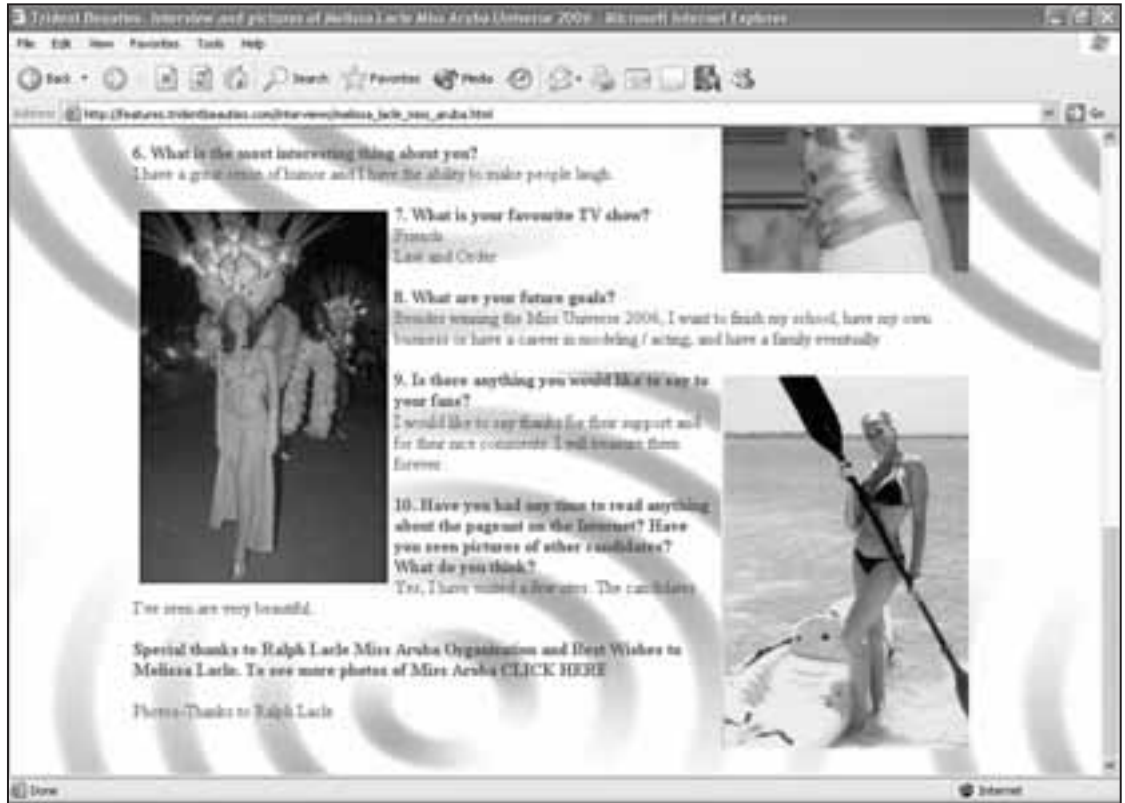 Trident Beauties. Interview and pictures of Melissa Lacle Miss Aruba Universe 2006 - Microsoft Internet Explorer
File Edit View Favorites Tools Help
Back Search Favorites Media
Address http://features.tridentbeauties.com/interviews/melissa_lacle_miss_aruba.html Go
6. What is the most interesting thing about you?
I have a great sense of humor and I have the ability to make people laugh.
7. What is your favourite TV show?
Friends
Law and Order
8. What are your future goals?
Besides winning the Miss Universe 2006, I want to finish my school, have my own
business or have a career in modeling / acting, and have a family eventually
9. Is there anything you would like to say to
your fans?
I would like to say thanks for their support and
for their nice comments. I will treasure them
forever
10. Have you had any time to read anything
about the pageant on the Internet? Have
you seen pictures of other candidates?
What do you think?
Yes, I have visited a few sites. The candidates
I've seen are very beautiful.
Special thanks to Ralph Lacle Miss Aruba Organization and Best Wishes to
Melissa Lacle. To see more photos of Miss Aruba CLICK HERE
Photos-Thanks to Ralph Lacle
Done Internet